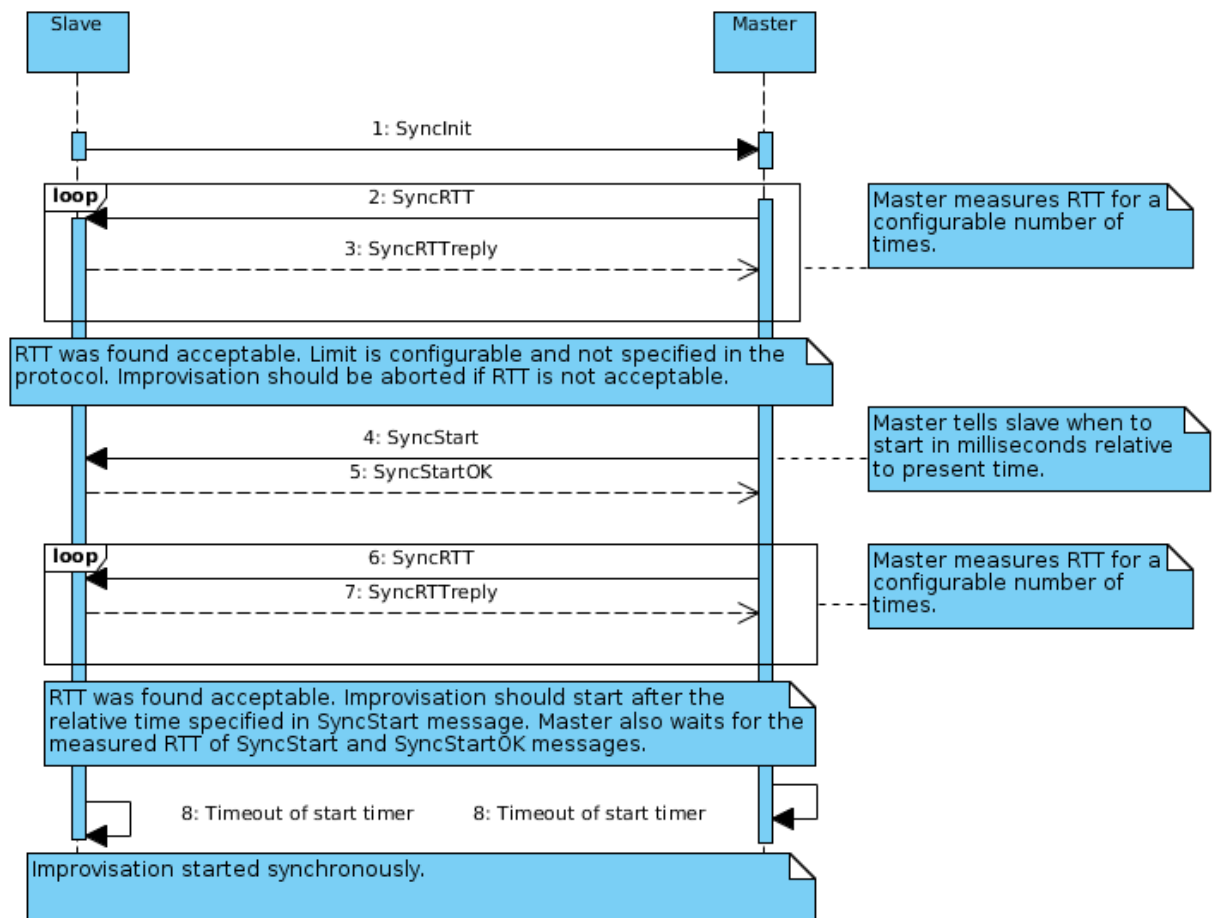 Slave
Master
1: SyncInit
loop
2: SyncRTT
Master measures RTT for a
configurable number of
times.
3: SyncRTTreply
RTT was found acceptable. Limit is configurable and not specified in the
protocol. Improvisation should be aborted if RTT is not acceptable.
4: SyncStart
Master tells slave when to
start in milliseconds relative
to present time.
5: SyncStartOK
loop
6: SyncRTT
Master measures RTT for a
configurable number of
times.
7: SyncRTTreply
RTT was found acceptable. Improvisation should start after the
relative time specified in SyncStart message. Master also waits for the
measured RTT of SyncStart and SyncStartOK messages.
8: Timeout of start timer
8: Timeout of start timer
Improvisation started synchronously.